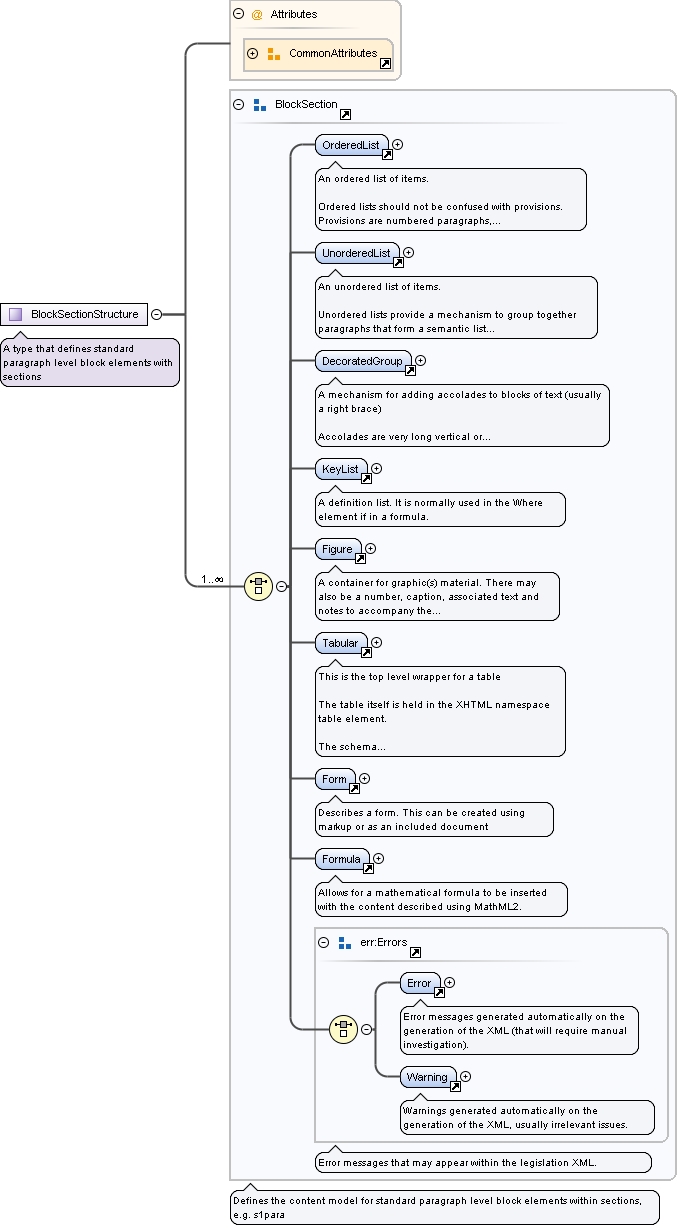 Attributes
CommonAttributes
BlockSection
OrderedList
An ordered list of items.
Ordered lists should not be confused with provisions.
Provisions are numbered paragraphs,...
UnorderedList
An unordered list of items.
Unordered lists provide a mechanism to group together
paragraphs that form a semantic list...
BlockSectionStructure
A type that defines standard
paragraph level block elements with
sections
DecoratedGroup
A mechanism for adding accolades to blocks of text (usually
a right brace)
Accolades are very long vertical or...
KeyList
A definition list. It is normally used in the Where
element if in a formula.
Figure
A container for graphic(s) material. There may
also be a number, caption, associated text and
notes to accompany the...
1..∞
Tabular
This is the top level wrapper for a table
The table itself is held in the XHTML namespace
table element.
The schema...
Form
Describes a form. This can be created using
markup or as an included document
Formula
Allows for a mathematical formula to be inserted
with the content described using MathML2.
err:Errors
Error
Error messages generated automatically on the
generation of the XML (that will require manual
investigation).
Warning
Warnings generated automatically on the
generation of the XML, usually irrelevant issues.
Error messages that may appear within the legislation XML.
Defines the content model for standard paragraph level block elements within sections,
e.g. s1para